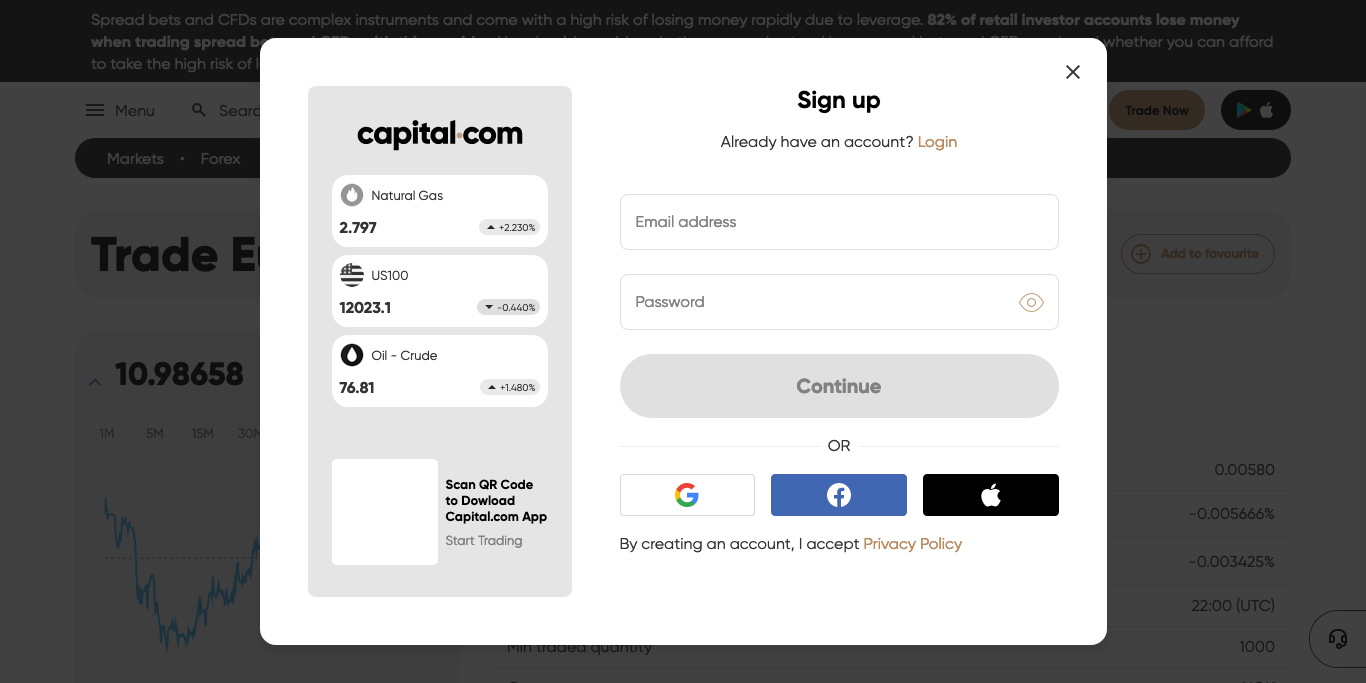 Spread bets and CFDs are complex instruments and come with a high risk of losing money rapidly due to leverage. 82% of retail investor accounts lose money
when trading spread whether you can afford
to take the high risk of
Menu
Trade Now
Markets • Forex
Trade
Add to favourite
10.98658
1M 5M 15M
0.00580
-0.005666%
-0.003425%
22:00 (UTC)
Min traded quantity 1000
capital.com
Natural Gas
2.797 +2.230%
US100
12023.1 -0.440%
Oil - Crude
76.81 +1.480%
Scan QR Code
to Dowload
Capital.com App
Start Trading
Sign up
Already have an account? Login
Email address
Password
Continue
OR
By creating an account, I accept Privacy Policy